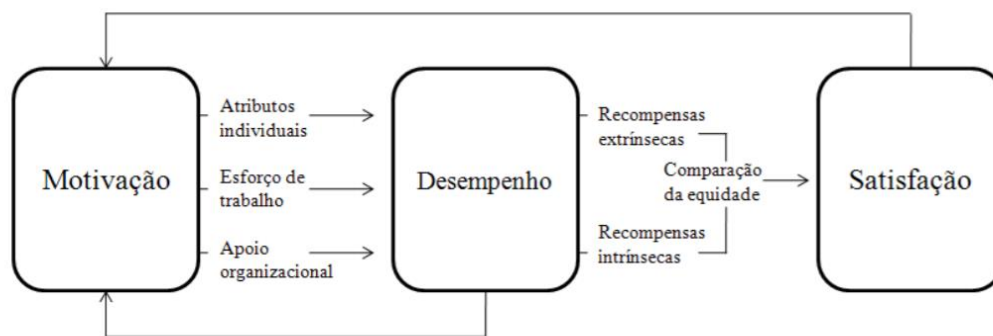 Motivação
Atributos
individuais
Esforço de
trabalho
Apoio
organizacional
Desempenho
Recompensas
extrínsecas
Comparação
da equidade
Recompensas
intrínsecas
Satisfação